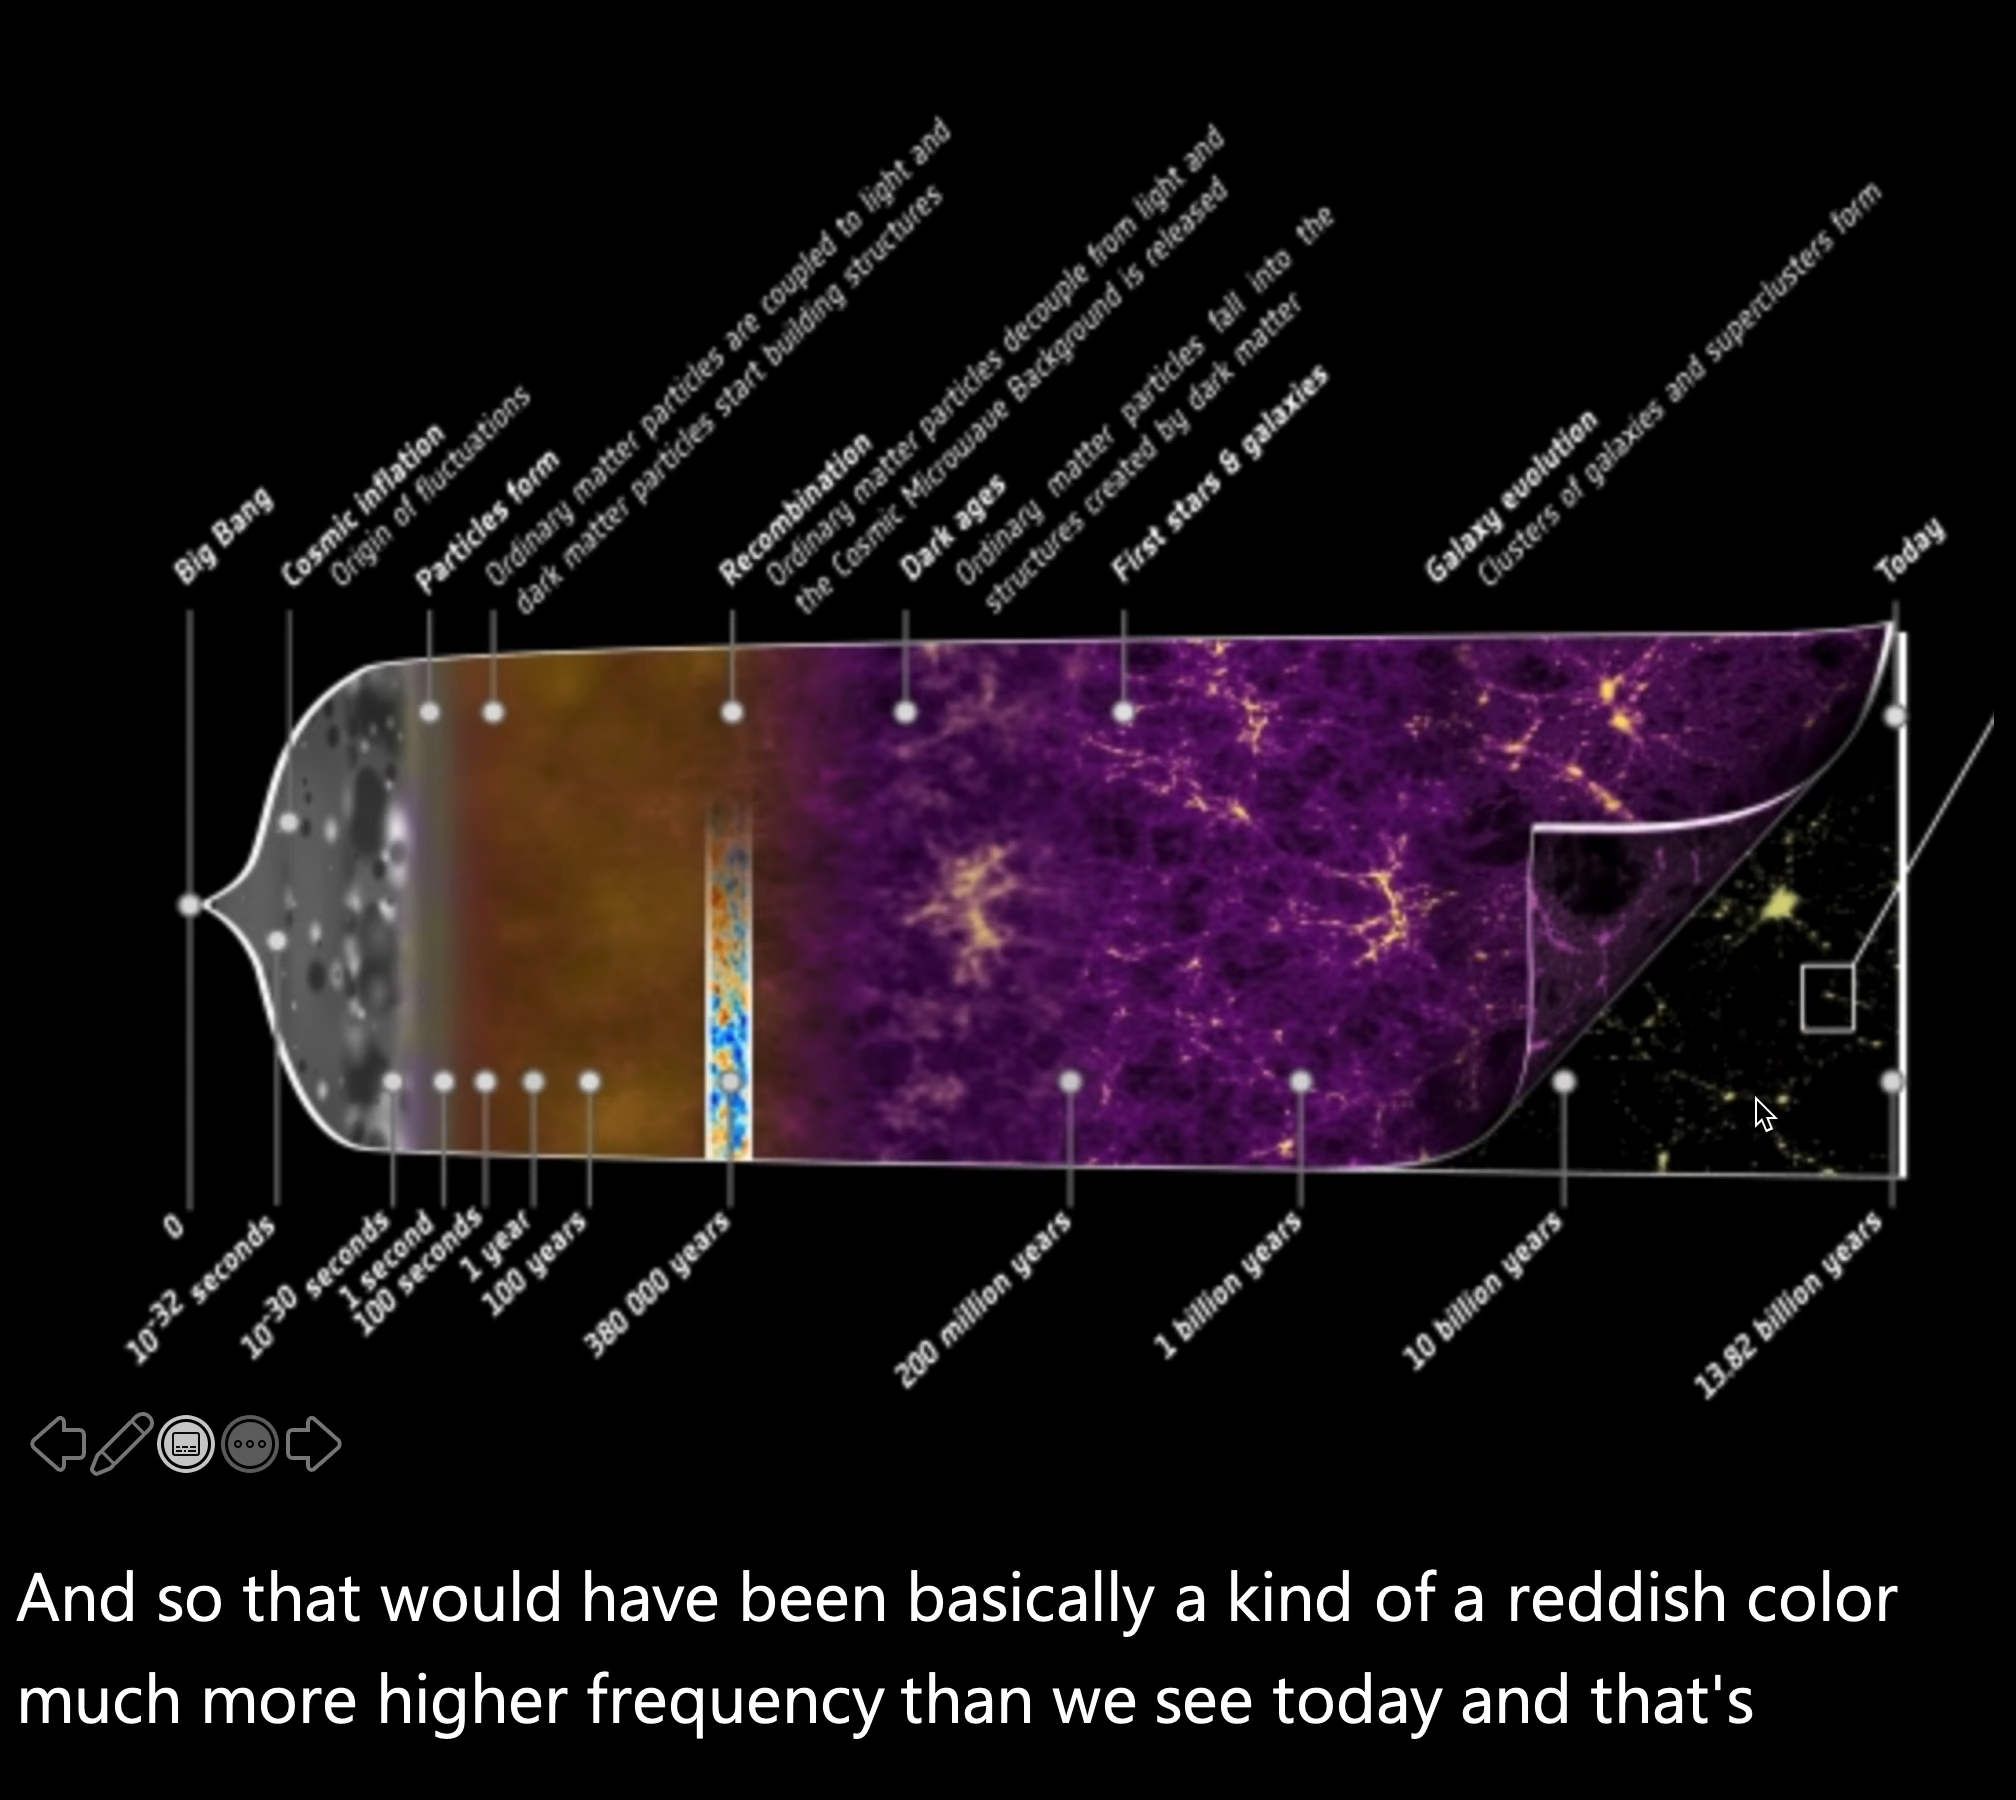 Big Bang
Cosmic inflation
Origin of fluctuations
Particles form
Ordinary matter particles are coupled to light and
dark matter particles start building structures
Recombination
Ordinary matter particles decouple from light and
the Cosmic Microwave Background is released
Dark ages
Ordinary matter particles fall into the
structures created by dark matter
First stars & galaxies
Galaxy evolution
Clusters of galaxies and superclusters form
Today
0
10-32 seconds
10-30 seconds
1 second
100 seconds
1 year
100 years
380 000 years
200 million years
1 billion years
10 billion years
13.82 billion years
And so that would have been basically a kind of a reddish color
much more higher frequency than we see today and that's